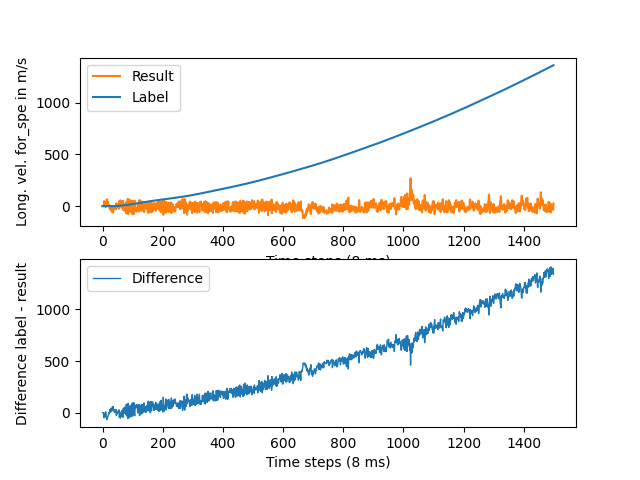 Long. vel. for_spe in m/s
1000
500
0
Result
Label
0 200 400 600 800 1000 1200 1400
Time steps (8 ms)
Difference label - result
1000
500
0
Difference
0 200 400 600 800 1000 1200 1400
Time steps (8 ms)